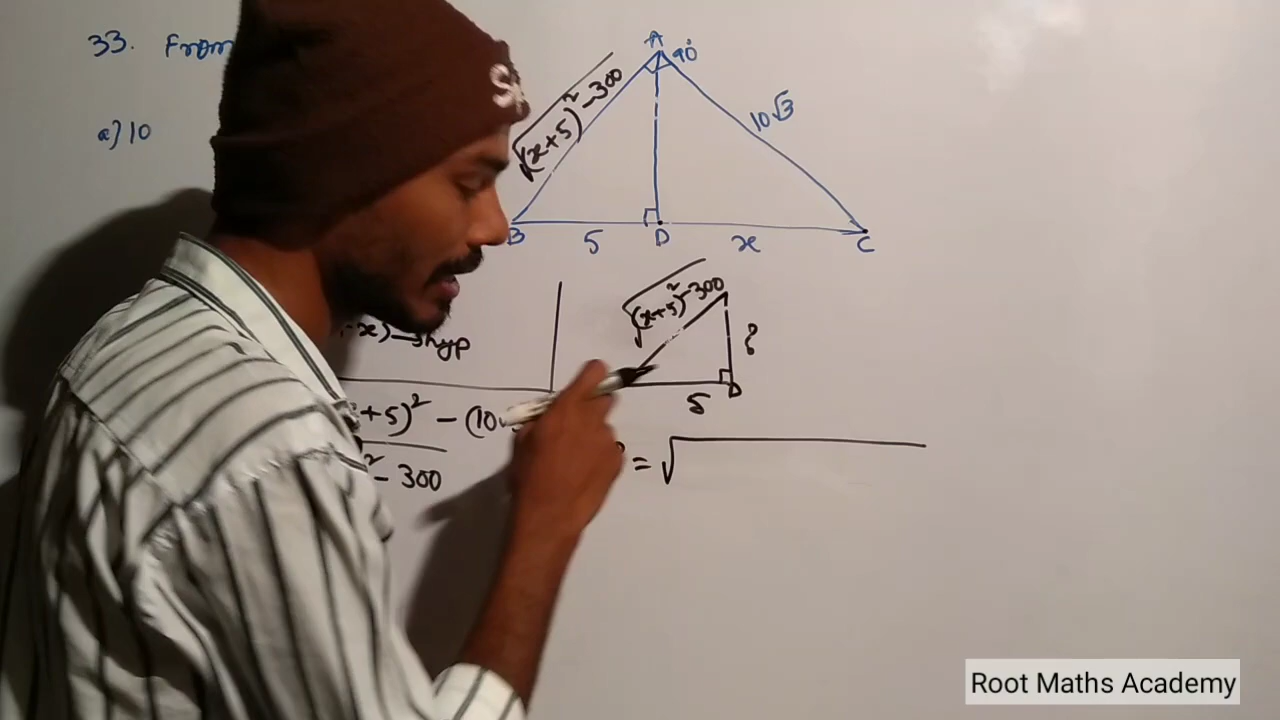 33. From
A 90°
√(x+5)² - 300
10√3
a) 10
B 5 D x C
√(x+5)² - 300
-x) → hyp
?
5 D
+5)² - (10
² - 300
= √
Root Maths Academy